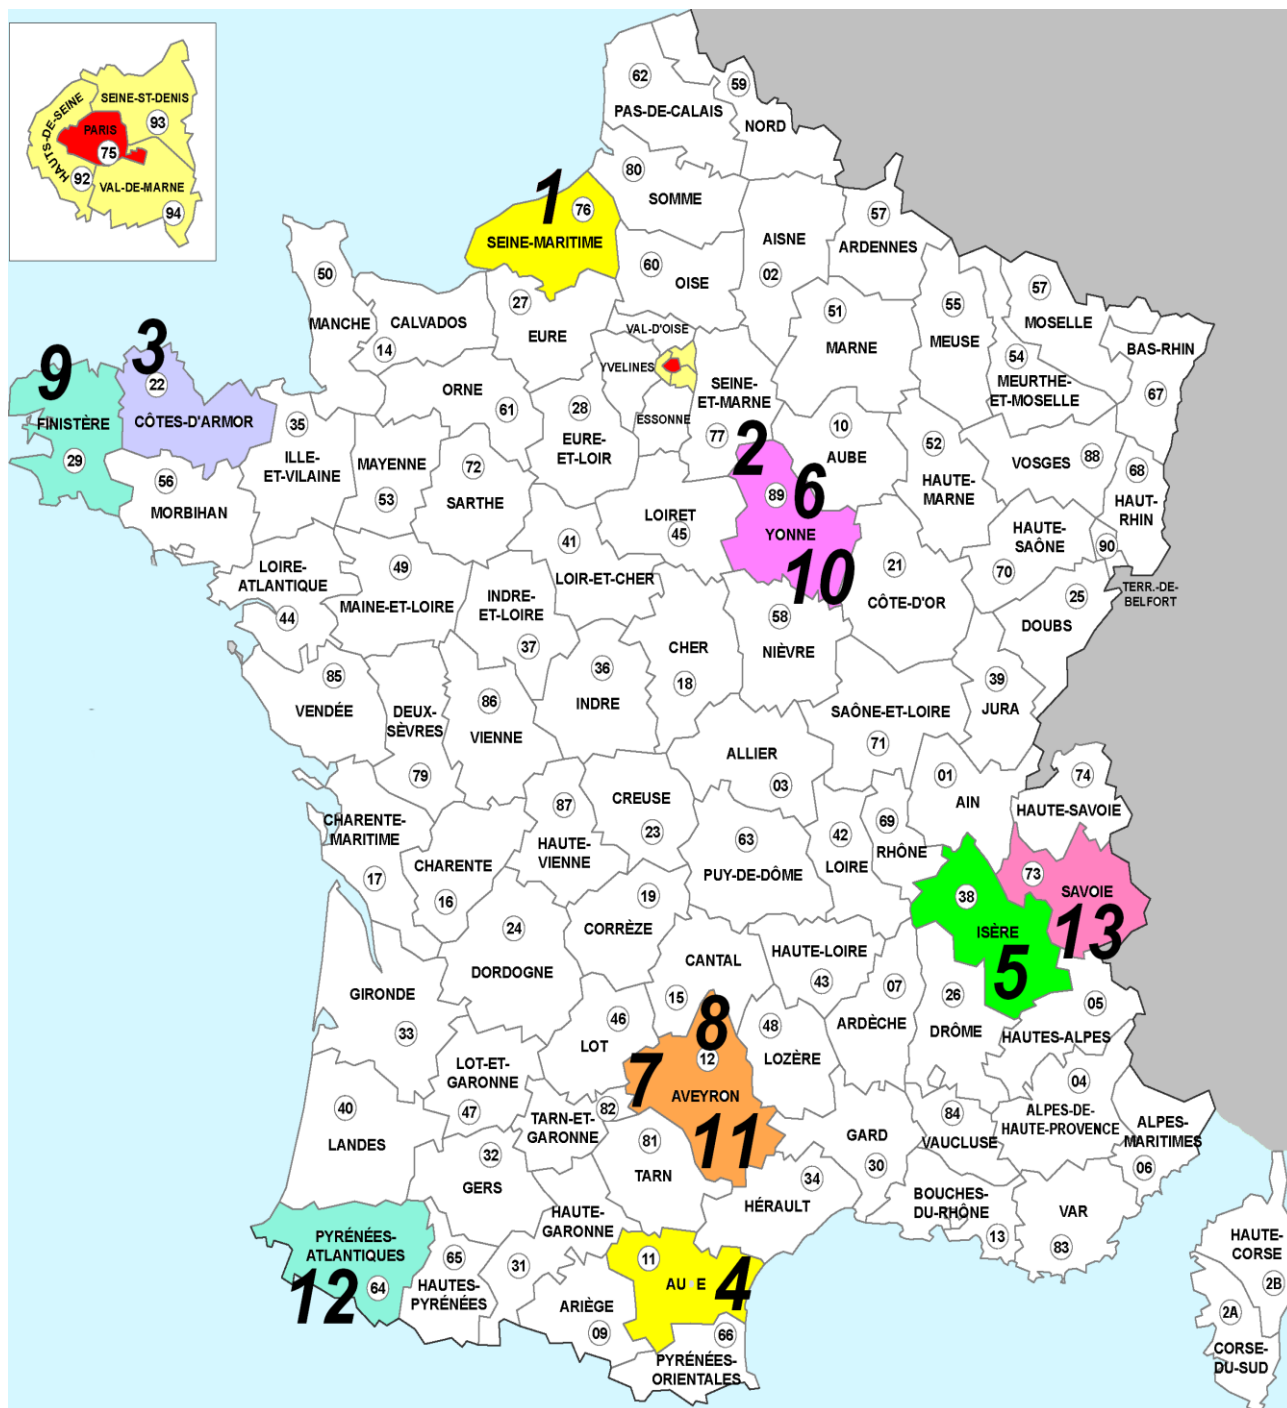 SEINE-ST-DENIS
HAUTS-DE-SEINE
93
PARIS
75
92
VAL-DE-MARNE
94
62
59
PAS-DE-CALAIS
NORD
80
SOMME
1
76
SEINE-MARITIME
57
ARDENNES
AISNE
02
60
OISE
50
MANCHE
27
EURE
CALVADOS
14
51
MARNE
55
MEUSE
57
MOSELLE
54
MEURTHE-
ET-MOSELLE
BAS-RHIN
67
VAL-D'OISE
YVELINES
ESSONNE
SEINE-
ET-MARNE
77
9
FINISTÈRE
29
3
22
CÔTES-D'ARMOR
35
ILLE-
ET-VILAINE
56
MORBIHAN
ORNE
61
28
EURE-
ET-LOIR
MAYENNE
53
72
SARTHE
2
89
6
YONNE
10
10
AUBE
52
HAUTE-
MARNE
VOSGES
88
68
HAUT-
RHIN
LOIRET
45
41
LOIR-ET-CHER
HAUTE-
SAÔNE
70
90
TERR.-DE-
BELFORT
LOIRE-
ATLANTIQUE
44
49
MAINE-ET-LOIRE
INDRE-
ET-LOIRE
37
21
CÔTE-D'OR
25
DOUBS
58
NIÈVRE
CHER
18
36
INDRE
85
VENDÉE
DEUX-
SÈVRES
79
86
VIENNE
39
JURA
SAÔNE-ET-LOIRE
71
ALLIER
03
01
AIN
74
HAUTE-SAVOIE
CHARENTE-
MARITIME
17
CHARENTE
16
87
HAUTE-
VIENNE
CREUSE
23
63
PUY-DE-DÔME
42
LOIRE
69
RHÔNE
73
SAVOIE
13
38
ISÈRE
5
24
DORDOGNE
19
CORRÈZE
CANTAL
15
HAUTE-LOIRE
43
07
ARDÈCHE
26
DRÔME
05
HAUTES-ALPES
GIRONDE
33
46
LOT
8
12
7
AVEYRON
11
48
LOZÈRE
LOT-ET-
GARONNE
47
82
TARN-ET-
GARONNE
40
LANDES
32
GERS
81
TARN
GARD
30
84
VAUCLUSE
04
ALPES-DE-
HAUTE-PROVENCE
ALPES-
MARITIMES
06
34
HÉRAULT
BOUCHES-
DU-RHÔNE
13
VAR
83
PYRÉNÉES-
ATLANTIQUES
12
64
65
HAUTES-
PYRÉNÉES
HAUTE-
GARONNE
31
ARIÈGE
09
11
AU E
4
66
PYRÉNÉES-
ORIENTALES
HAUTE-
CORSE
2B
2A
CORSE-
DU-SUD